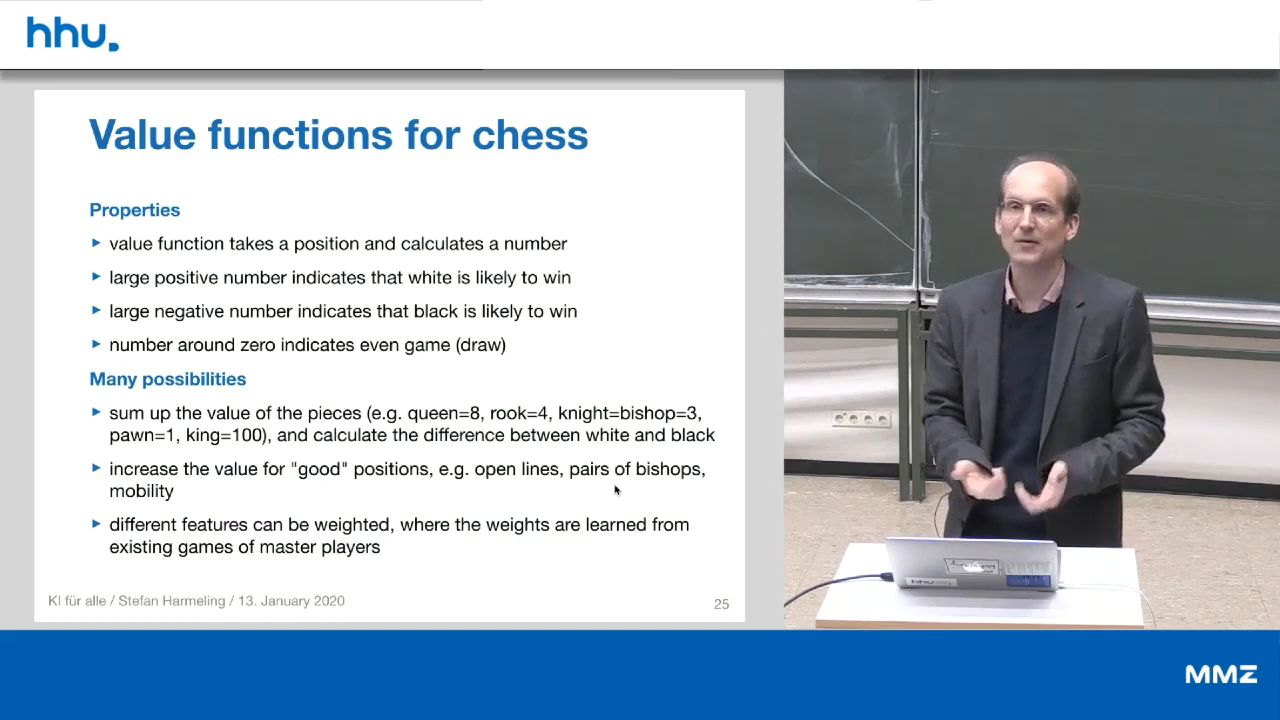 hhu.
Value functions for chess
Properties
value function takes a position and calculates a number
large positive number indicates that white is likely to win
large negative number indicates that black is likely to win
number around zero indicates even game (draw)
Many possibilities
sum up the value of the pieces (e.g. queen=8, rook=4, knight=bishop=3,
pawn=1, king=100), and calculate the difference between white and black
increase the value for "good" positions, e.g. open lines, pairs of bishops,
mobility
different features can be weighted, where the weights are learned from
existing games of master players
KI für alle / Stefan Harmeling / 13. January 2020
25
hhu.
MMZ